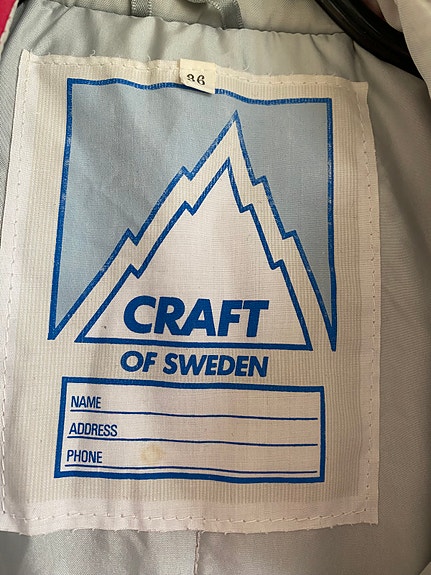 36
CRAFT
OF SWEDEN
NAME
ADDRESS
PHONE